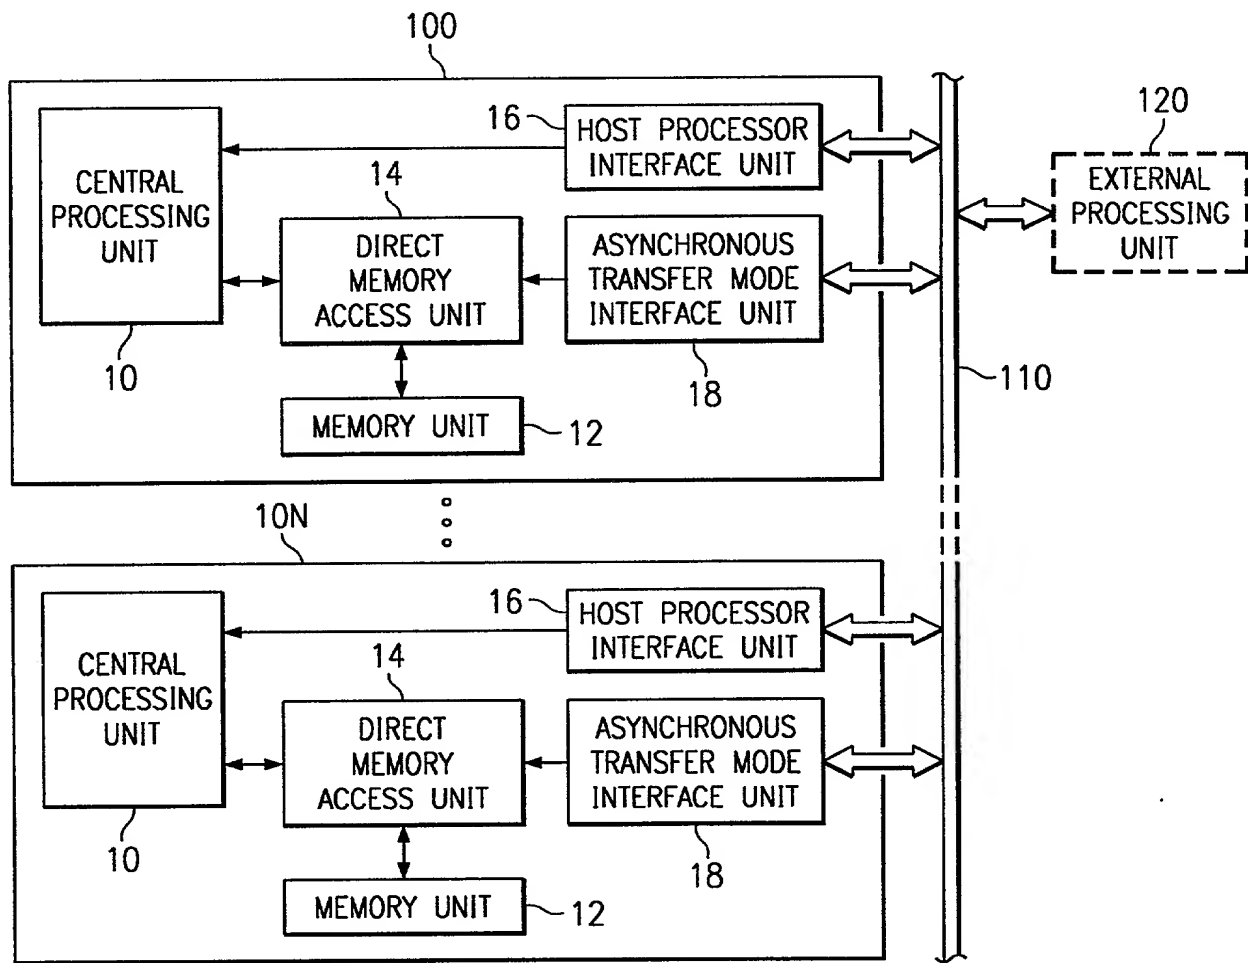 100
16
HOST PROCESSOR
INTERFACE UNIT
120
EXTERNAL
PROCESSING
UNIT
CENTRAL
PROCESSING
UNIT
14
DIRECT
MEMORY
ACCESS UNIT
ASYNCHRONOUS
TRANSFER MODE
INTERFACE UNIT
10
18
110
MEMORY UNIT
12
10N
16
HOST PROCESSOR
INTERFACE UNIT
CENTRAL
PROCESSING
UNIT
14
DIRECT
MEMORY
ACCESS UNIT
ASYNCHRONOUS
TRANSFER MODE
INTERFACE UNIT
10
18
MEMORY UNIT
12